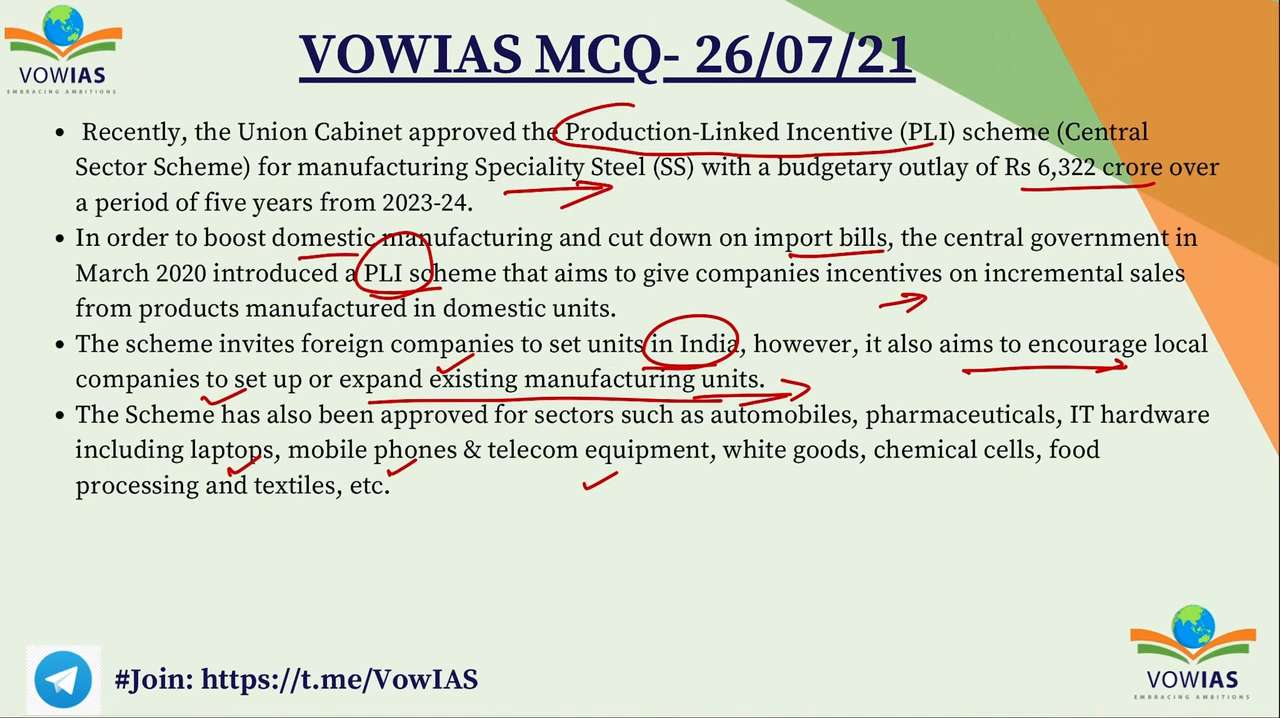 VOWIAS
EMBRACING AMBITIONS
VOWIAS MCQ- 26/07/21
• Recently, the Union Cabinet approved the Production-Linked Incentive (PLI) scheme (Central
Sector Scheme) for manufacturing Speciality Steel (SS) with a budgetary outlay of Rs 6,322 crore over
a period of five years from 2023-24.
• In order to boost domestic manufacturing and cut down on import bills, the central government in
March 2020 introduced a PLI scheme that aims to give companies incentives on incremental sales
from products manufactured in domestic units.
• The scheme invites foreign companies to set units in India, however, it also aims to encourage local
companies to set up or expand existing manufacturing units.
• The Scheme has also been approved for sectors such as automobiles, pharmaceuticals, IT hardware
including laptops, mobile phones & telecom equipment, white goods, chemical cells, food
processing and textiles, etc.
#Join: https://t.me/VowIAS
VOWIAS
EMBRACING AMBITIONS